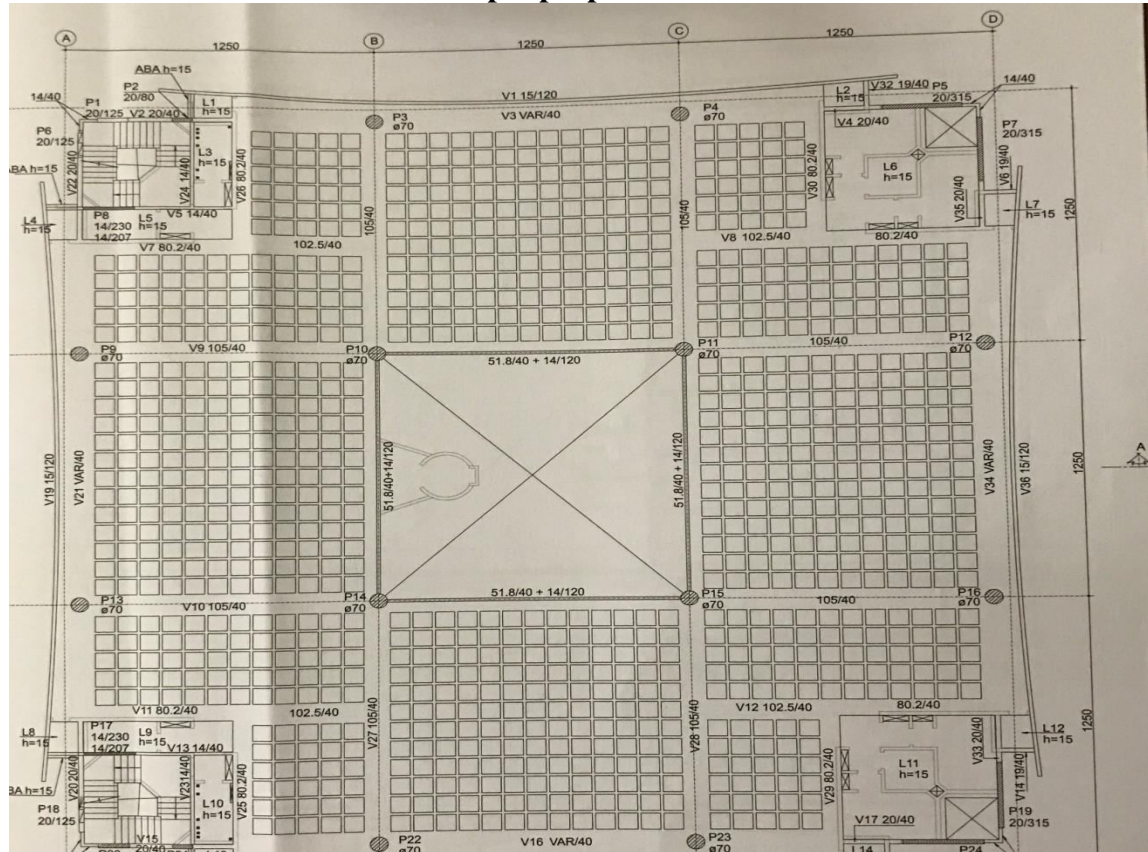 A
B
C
D
1250
1250
1250
ABA h=15
P2
20/80
P1
20/125
14/40
V2 20/40
L1
h=15
V1 15/120
L2
h=15
V32 19/40
P5
20/315
14/40
P6
20/125
P3
ø70
V3 VAR/40
P4
ø70
V4 20/40
P7
20/315
V22 20/40
V24 14/40
L3
h=15
V26 80.2/40
105/40
105/40
V30 80.2/40
L6
h=15
V35 20/40
V6 19/40
1250
L4
h=15
P8
14/230
14/207
L5
h=15
V5 14/40
L7
h=15
V7 80.2/40
102.5/40
V8 102.5/40
80.2/40
P9
ø70
V9 105/40
P10
ø70
51.8/40 + 14/120
P11
ø70
105/40
P12
ø70
V19 15/120
V21 VAR/40
51.8/40+14/120
51.8/40 + 14/120
V34 VAR/40
V36 15/120
1250
A
P13
ø70
V10 105/40
P14
ø70
51.8/40 + 14/120
P15
ø70
105/40
P16
ø70
V11 80.2/40
102.5/40
V27 105/40
V28 105/40
V12 102.5/40
80.2/40
1250
L8
h=15
P17
14/230
14/207
L9
h=15
V13 14/40
L12
h=15
V33 20/40
V20 20/40
V23 14/40
L10
h=15
V25 80.2/40
V29 80.2/40
L11
h=15
V14 19/40
P18
20/125
V15
20/40
P22
ø70
V16 VAR/40
P23
ø70
V17 20/40
L14
P24
P19
20/315